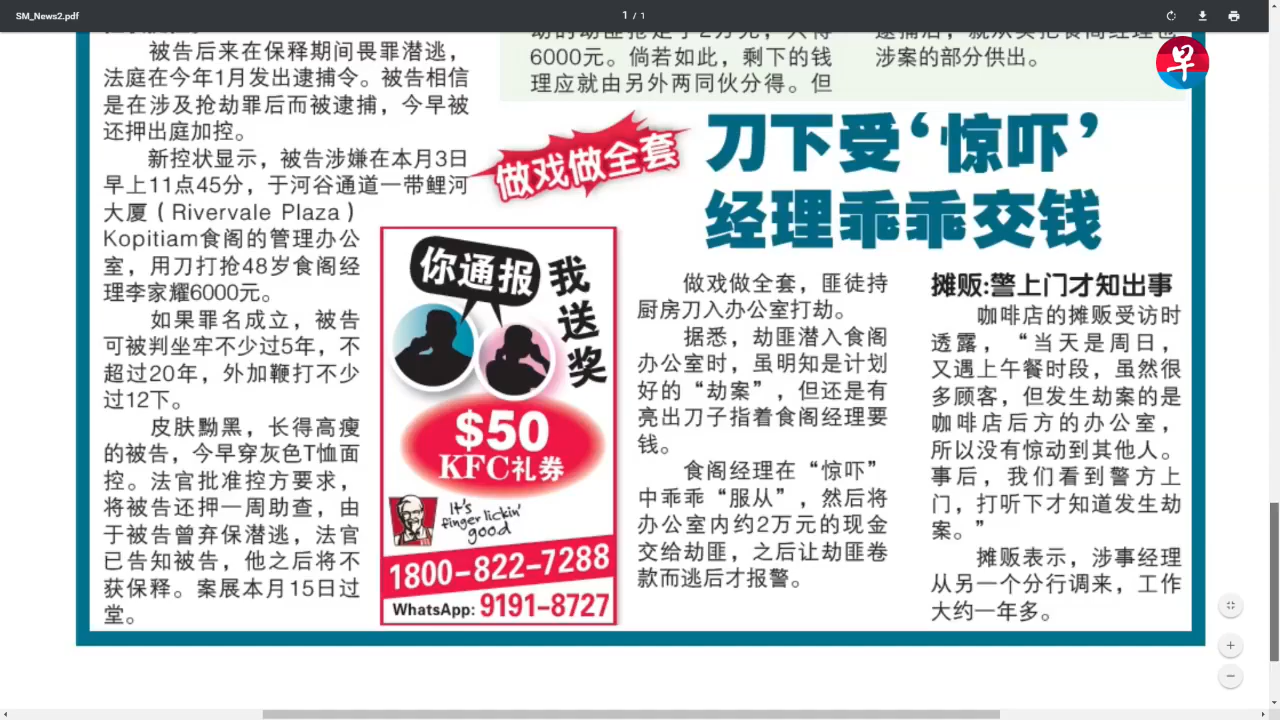 SM_News2.pdf
1 / 1
被告后来在保释期间畏罪潜逃，
法庭在今年1月发出逮捕令。被告相信
是在涉及抢劫罪后而被逮捕，今早被
还押出庭加控。
新控状显示，被告涉嫌在本月3日
早上11点45分，于河谷通道一带鲤河
大厦（Rivervale Plaza）
Kopitiam食阁的管理办公
室，用刀打抢48岁食阁经
理李家耀6000元。
如果罪名成立，被告
可被判坐牢不少过5年，不
超过20年，外加鞭打不少
过12下。
皮肤黝黑，长得高瘦
的被告，今早穿灰色T恤面
控。法官批准控方要求，
将被告还押一周助查，由
于被告曾弃保潜逃，法官
已告知被告，他之后将不
获保释。案展本月15日过
堂。
6000元。倘若如此，剩下的钱
理应就由另外两同伙分得。但
涉案的部分供出。
早
做戏做全套
刀下受‘惊吓’
经理乖乖交钱
你通报
我送奖
$50
KFC礼券
It's
finger lickin'
good
1800-822-7288
WhatsApp: 9191-8727
做戏做全套，匪徒持
厨房刀入办公室打劫。
据悉，劫匪潜入食阁
办公室时，虽明知是计划
好的“劫案”，但还是有
亮出刀子指着食阁经理要
钱。
食阁经理在“惊吓”
中乖乖“服从”，然后将
办公室内约2万元的现金
交给劫匪，之后让劫匪卷
款而逃后才报警。
摊贩:警上门才知出事
咖啡店的摊贩受访时
透露，“当天是周日，
又遇上午餐时段，虽然很
多顾客，但发生劫案的是
咖啡店后方的办公室，
所以没有惊动到其他人。
事后，我们看到警方上
门，打听下才知道发生劫
案。”
摊贩表示，涉事经理
从另一个分行调来，工作
大约一年多。